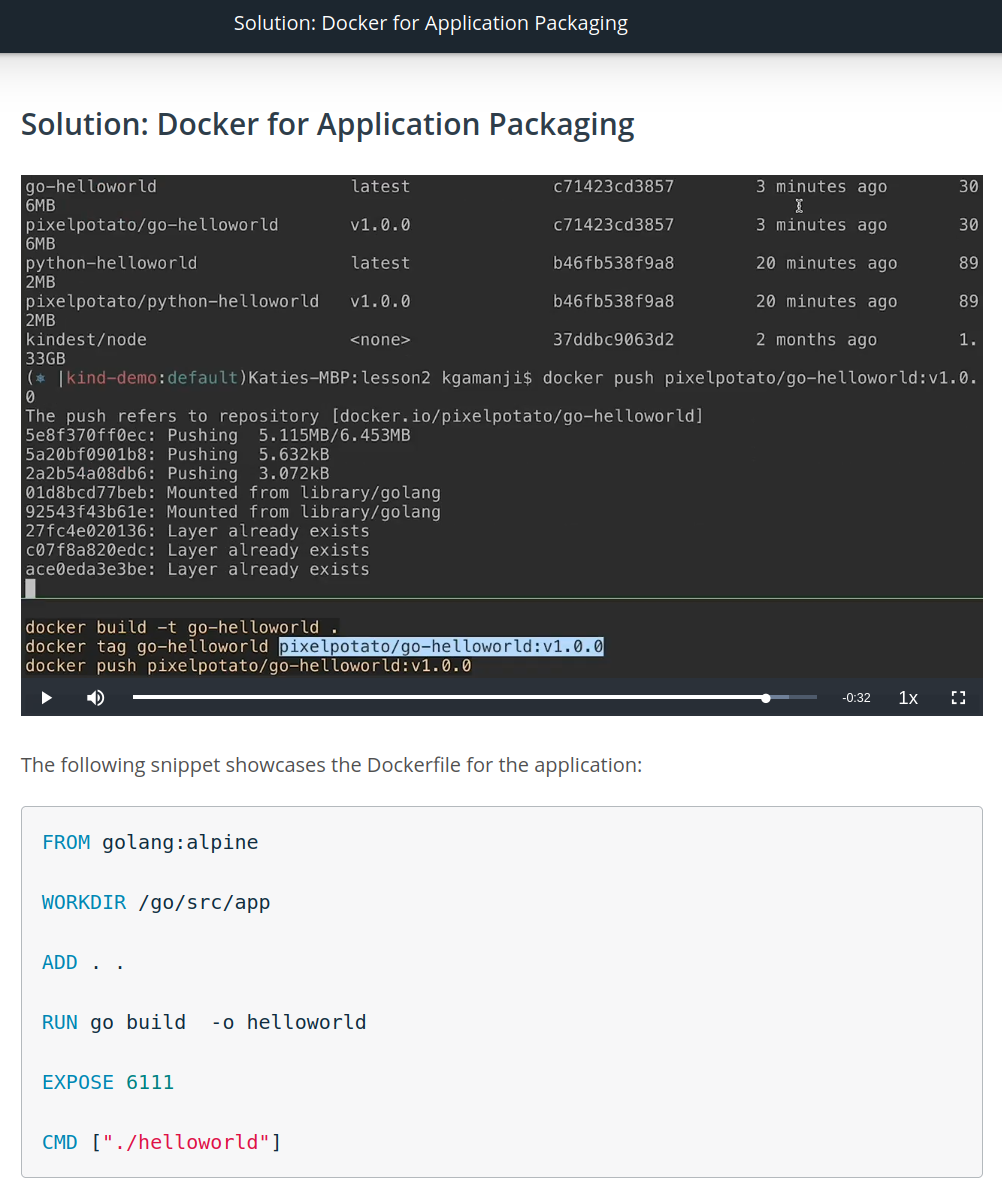 Solution: Docker for Application Packaging
Solution: Docker for Application Packaging
go-helloworld latest c71423cd3857 3 minutes ago 30
6MB
pixelpotato/go-helloworld v1.0.0 c71423cd3857 3 minutes ago 30
6MB
python-helloworld latest b46fb538f9a8 20 minutes ago 89
2MB
pixelpotato/python-helloworld v1.0.0 b46fb538f9a8 20 minutes ago 89
2MB
kindest/node <none> 37ddbc9063d2 2 months ago 1.
33GB
(⎈ |kind-demo:default)Katies-MBP:lesson2 kgamanji$ docker push pixelpotato/go-helloworld:v1.0.
0
The push refers to repository [docker.io/pixelpotato/go-helloworld]
5e8f370ff0ec: Pushing 5.115MB/6.453MB
5a20bf0901b8: Pushing 5.632kB
2a2b54a08db6: Pushing 3.072kB
01d8bcd77beb: Mounted from library/golang
92543f43b61e: Mounted from library/golang
27fc4e020136: Layer already exists
c07f8a820edc: Layer already exists
ace0eda3e3be: Layer already exists
docker build -t go-helloworld .
docker tag go-helloworld pixelpotato/go-helloworld:v1.0.0
docker push pixelpotato/go-helloworld:v1.0.0
-0:32 1x
The following snippet showcases the Dockerfile for the application:
FROM golang:alpine
WORKDIR /go/src/app
ADD . .
RUN go build  -o helloworld
EXPOSE 6111
CMD ["./helloworld"]